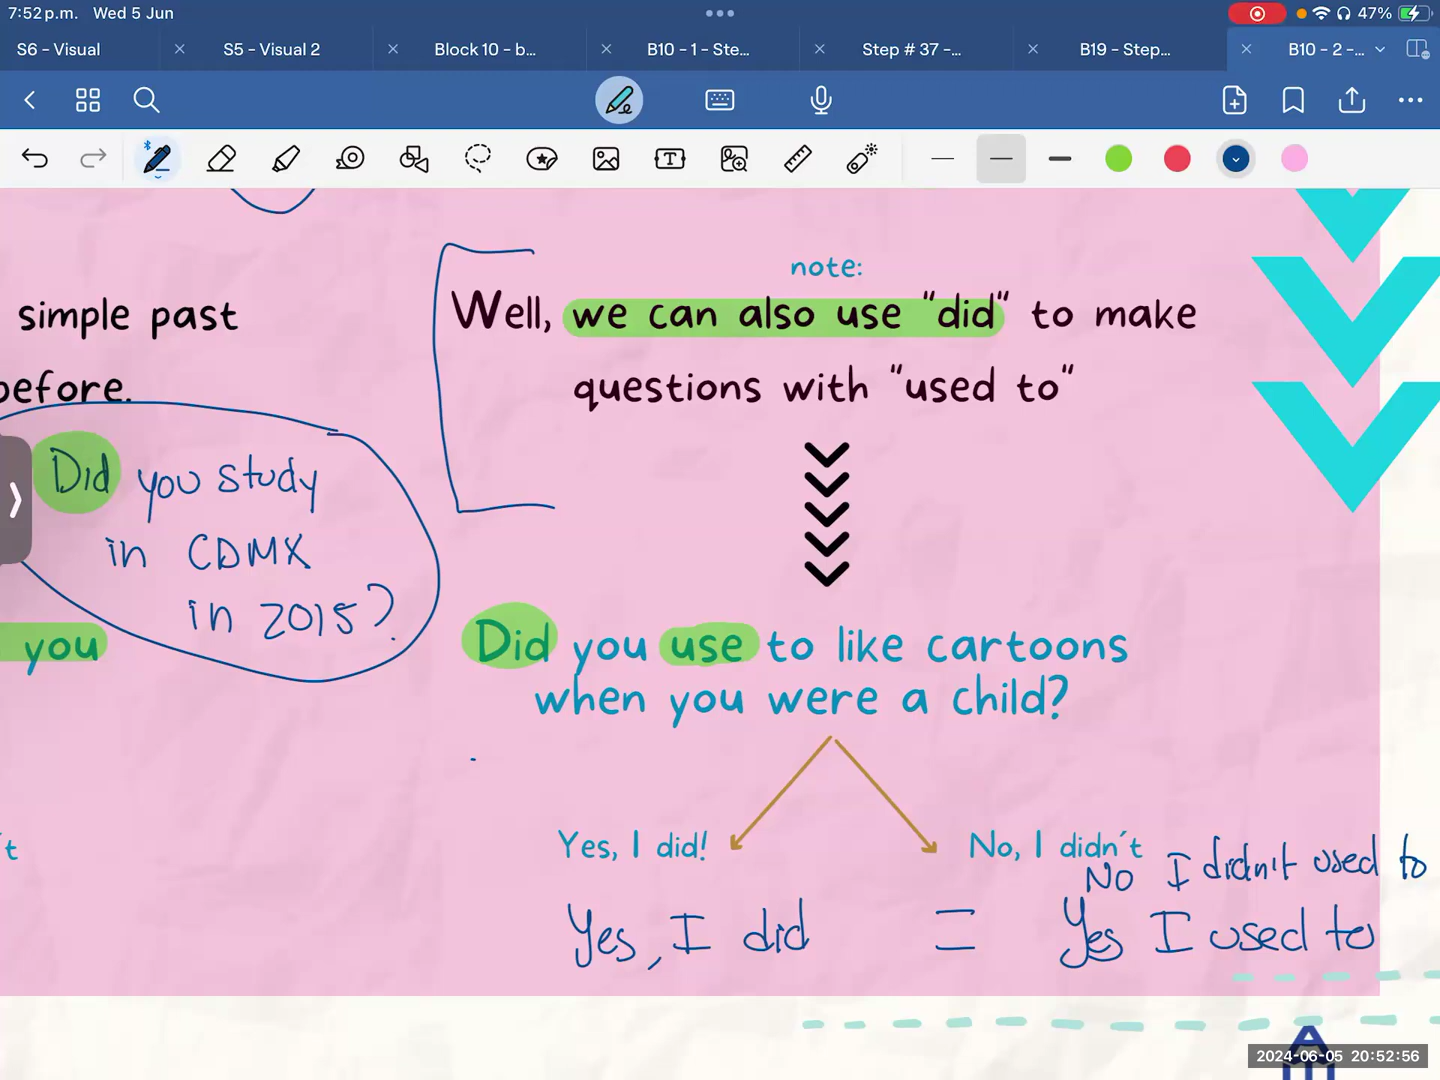 7:52 p.m. Wed 5 Jun
47%
S6 - Visual
S5 - Visual 2
Block 10 - b...
B10 - 1 - Ste...
Step # 37 -...
B19 - Step...
B10 - 2 -...
simple past
before.
Did you study
in CDMX
in 2015?
you
't
note:
Well, we can also use "did" to make
questions with "used to"
Did you use to like cartoons
when you were a child?
Yes, I did!
No, I didn´t
No I didn't used to
Yes, I did = Yes I used to
2024-06-05 20:52:56